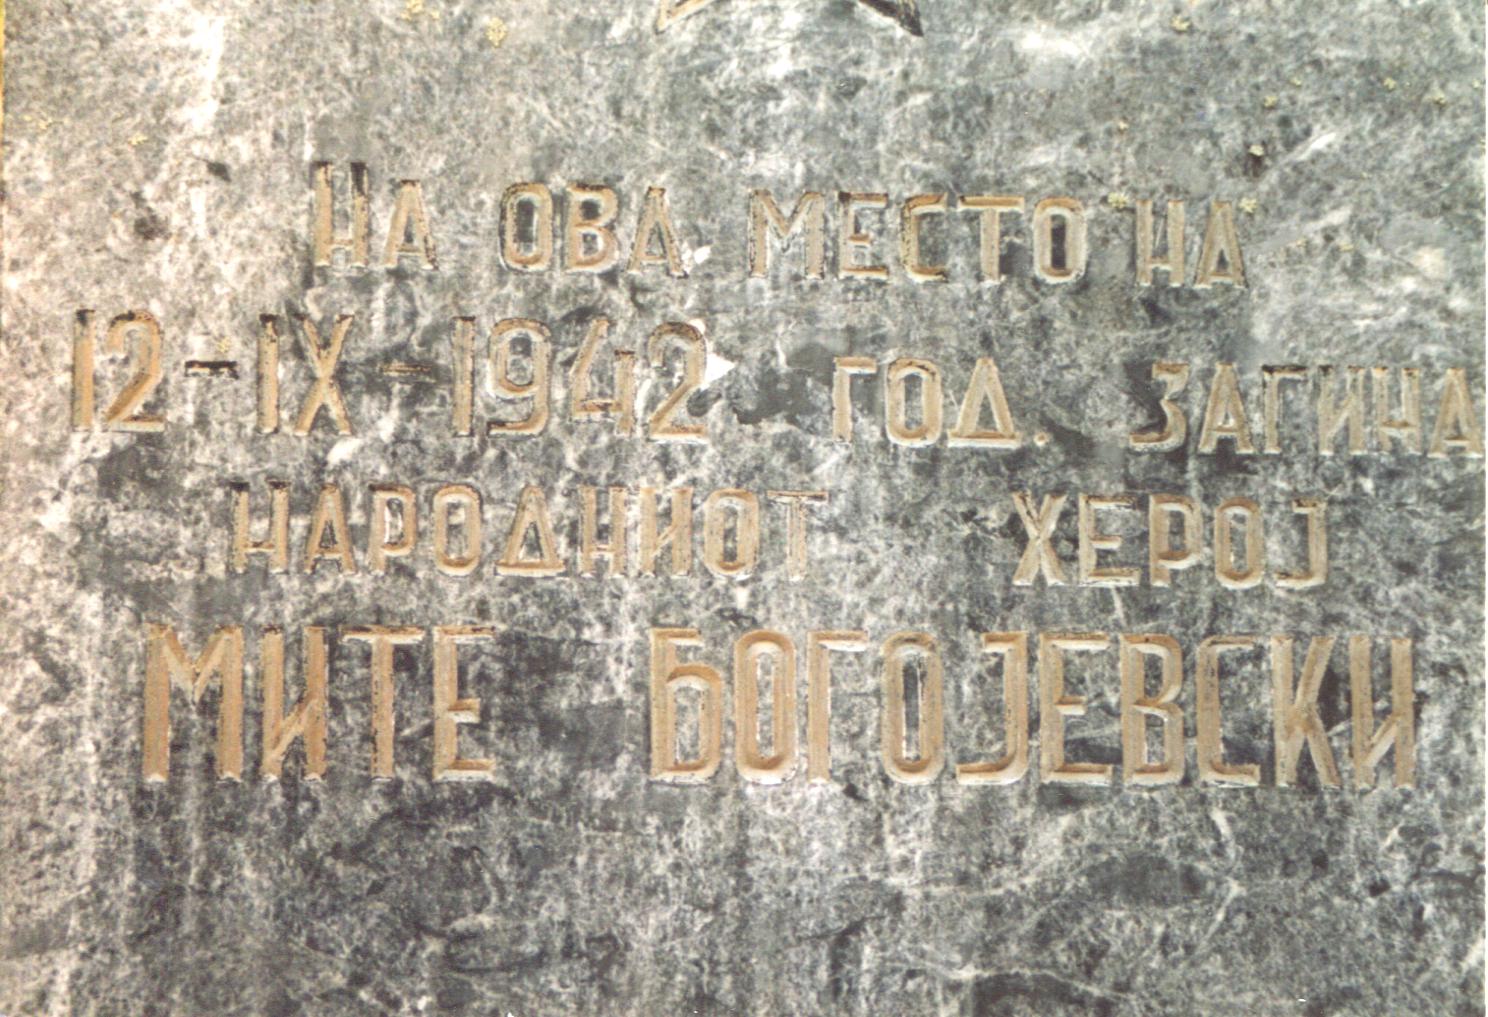 НА ОВА МЕСТО НА
12-IX-1942 ГОД. ЗАГИНА
НАРОДНИОТ ХЕРОЈ
МИТЕ БОГОЈЕВСКИ